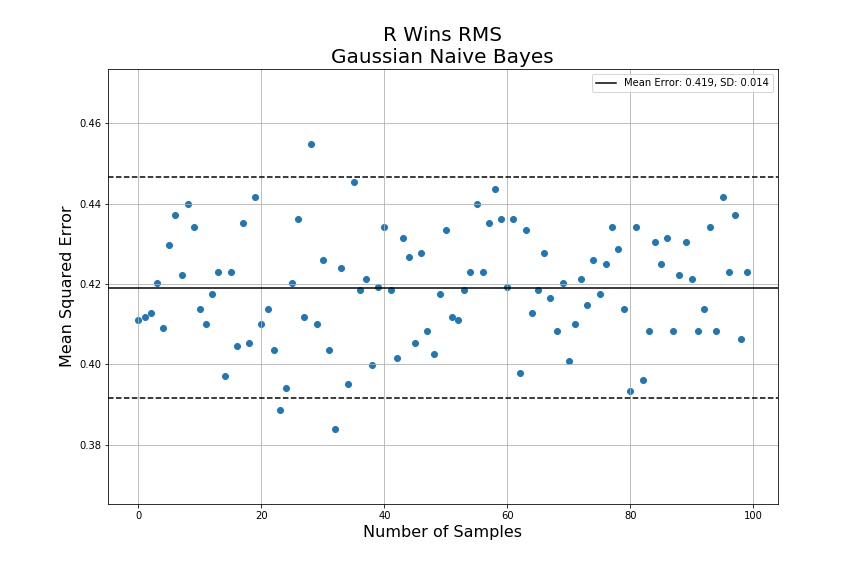 R Wins RMS
Gaussian Naive Bayes
Mean Error: 0.419, SD: 0.014
Mean Squared Error
0.46
0.44
0.42
0.40
0.38
0
20
40
60
80
100
Number of Samples